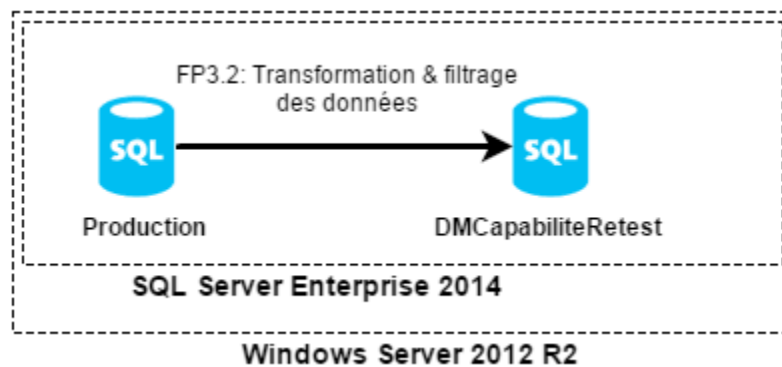 FP3.2: Transformation & filtrage
des données
SQL
SQL
Production
DMCapabiliteRetest
SQL Server Enterprise 2014
Windows Server 2012 R2